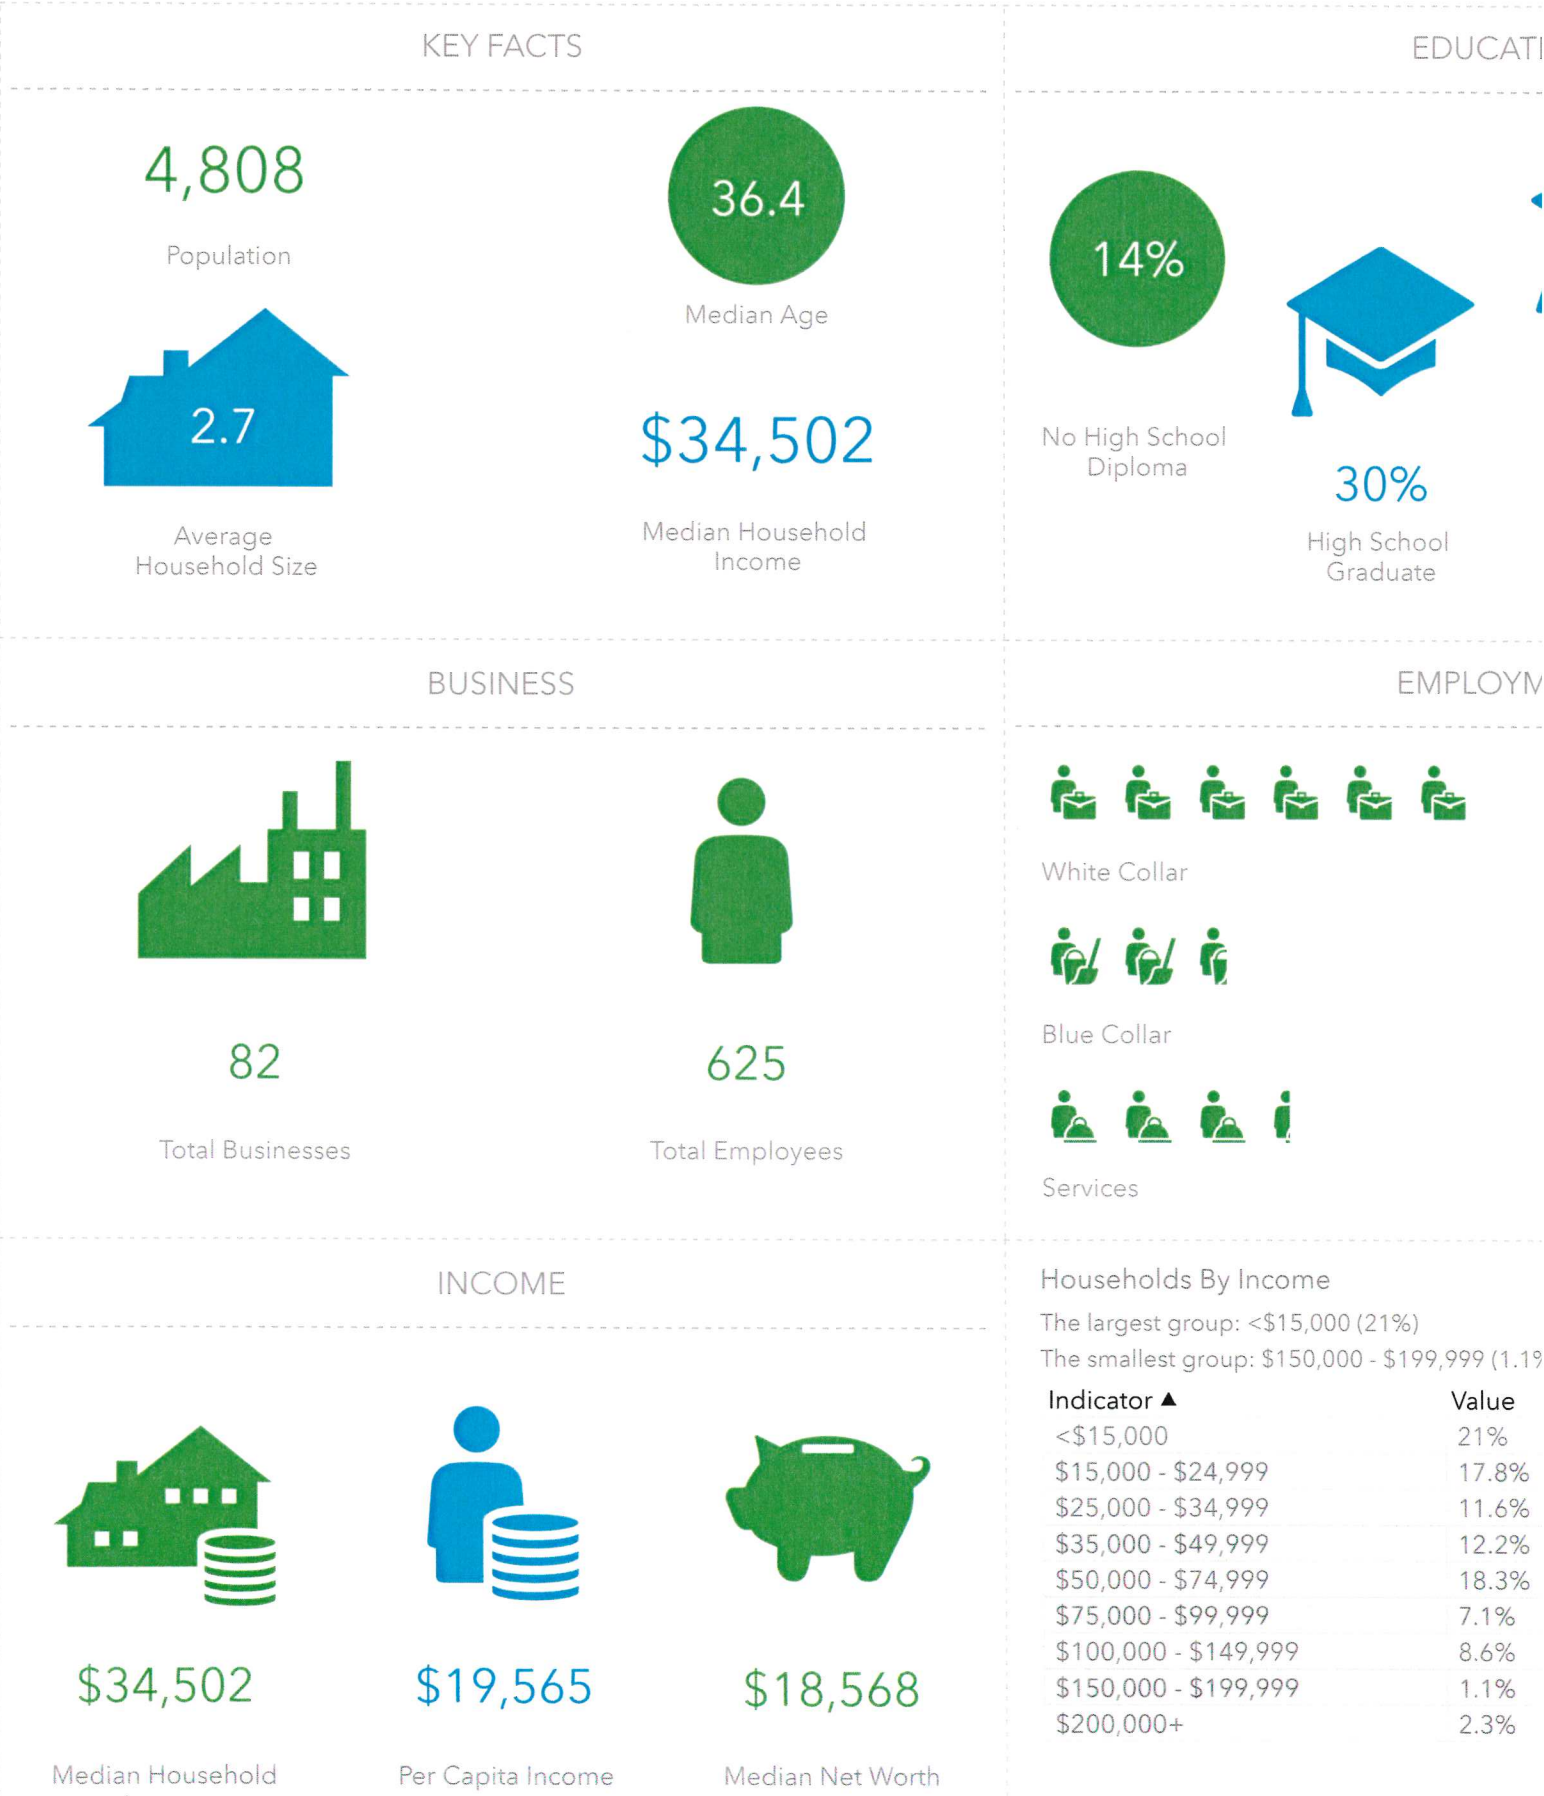 KEY FACTS
4,808
Population
36.4
Median Age
2.7
Average
Household Size
$34,502
Median Household
Income
EDUCATI
14%
No High School
Diploma
30%
High School
Graduate
BUSINESS
82
Total Businesses
625
Total Employees
EMPLOYM
White Collar
Blue Collar
Services
INCOME
$34,502
Median Household
$19,565
Per Capita Income
$18,568
Median Net Worth
Households By Income
The largest group: <$15,000 (21%)
The smallest group: $150,000 - $199,999 (1.1%
Indicator ▲ Value
<$15,000 21%
$15,000 - $24,999 17.8%
$25,000 - $34,999 11.6%
$35,000 - $49,999 12.2%
$50,000 - $74,999 18.3%
$75,000 - $99,999 7.1%
$100,000 - $149,999 8.6%
$150,000 - $199,999 1.1%
$200,000+ 2.3%